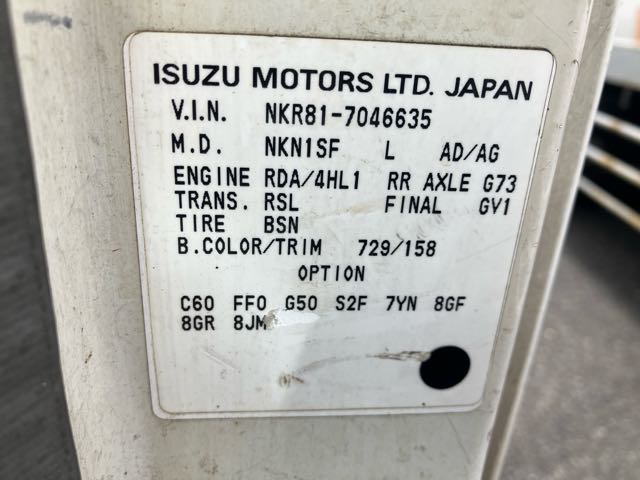 ISUZU MOTORS LTD. JAPAN
V.I.N. NKR81-7046635
M.D. NKN1SF L AD/AG
ENGINE RDA/4HL1 RR AXLE G73
TRANS. RSL FINAL GV1
TIRE BSN
B.COLOR/TRIM 729/158
OPTION
C60 FF0 G50 S2F 7YN 8GF
8GR 8JM